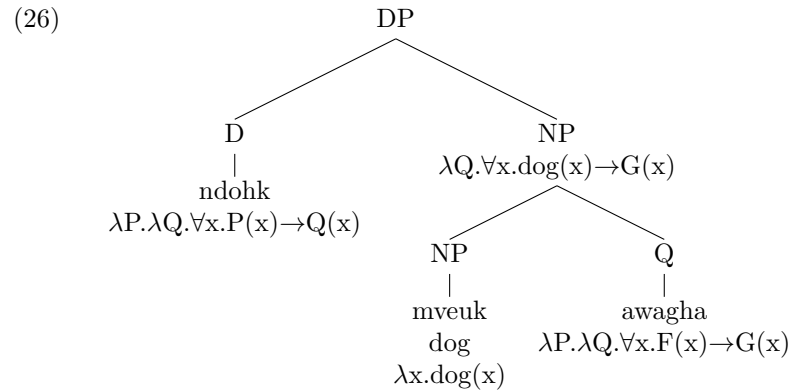 (26) DP
D NP
λQ.∀x.dog(x)→G(x)
ndohk
λP.λQ.∀x.P(x)→Q(x)
NP Q
mveuk awagha
dog λP.λQ.∀x.F(x)→G(x)
λx.dog(x)